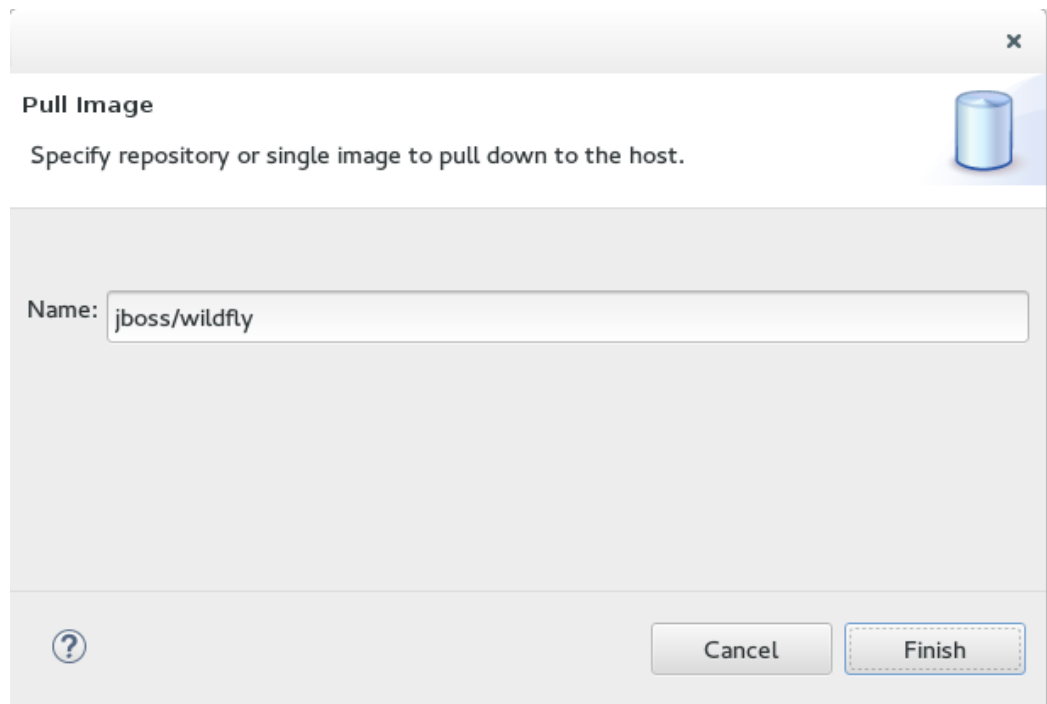 Pull Image
Specify repository or single image to pull down to the host.
Name: jboss/wildfly
Cancel Finish